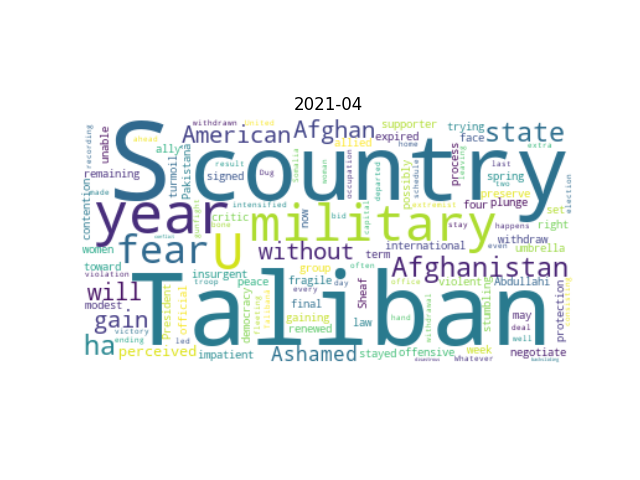 2021-04
withdrawn United
recording unable ahead American Afghan allied supporter expired trying face state extra
ally turmoil Pakistana S country home process last
remaining signed result Dug Somalia woman occupation departed possibly schedule leaving spring two
contention made year intensified now bid capital extremist four plunge preserve set election
critic military stay happens right
women bone without term international withdraw even umbrella
toward fear U group often Afghanistan
violation insurgent peace fragile every day office violent Abdullahi
will troop final Sheaf hand stumbling protection
modest President official democracy fleeting gaining law withdrawal may deal
gain victory renewed Taliban week well
ha ending led perceived impatient Ashamed stayed offensive Whatever negotiate